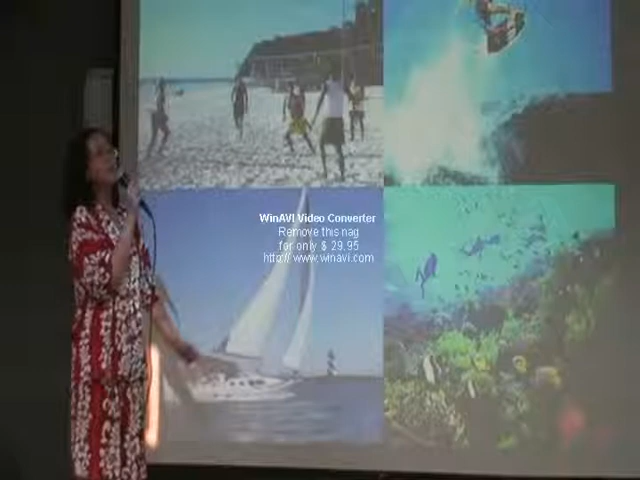 WinAVI Video Converter
Remove this nag
for only $ 29.95
http://www.winavi.com